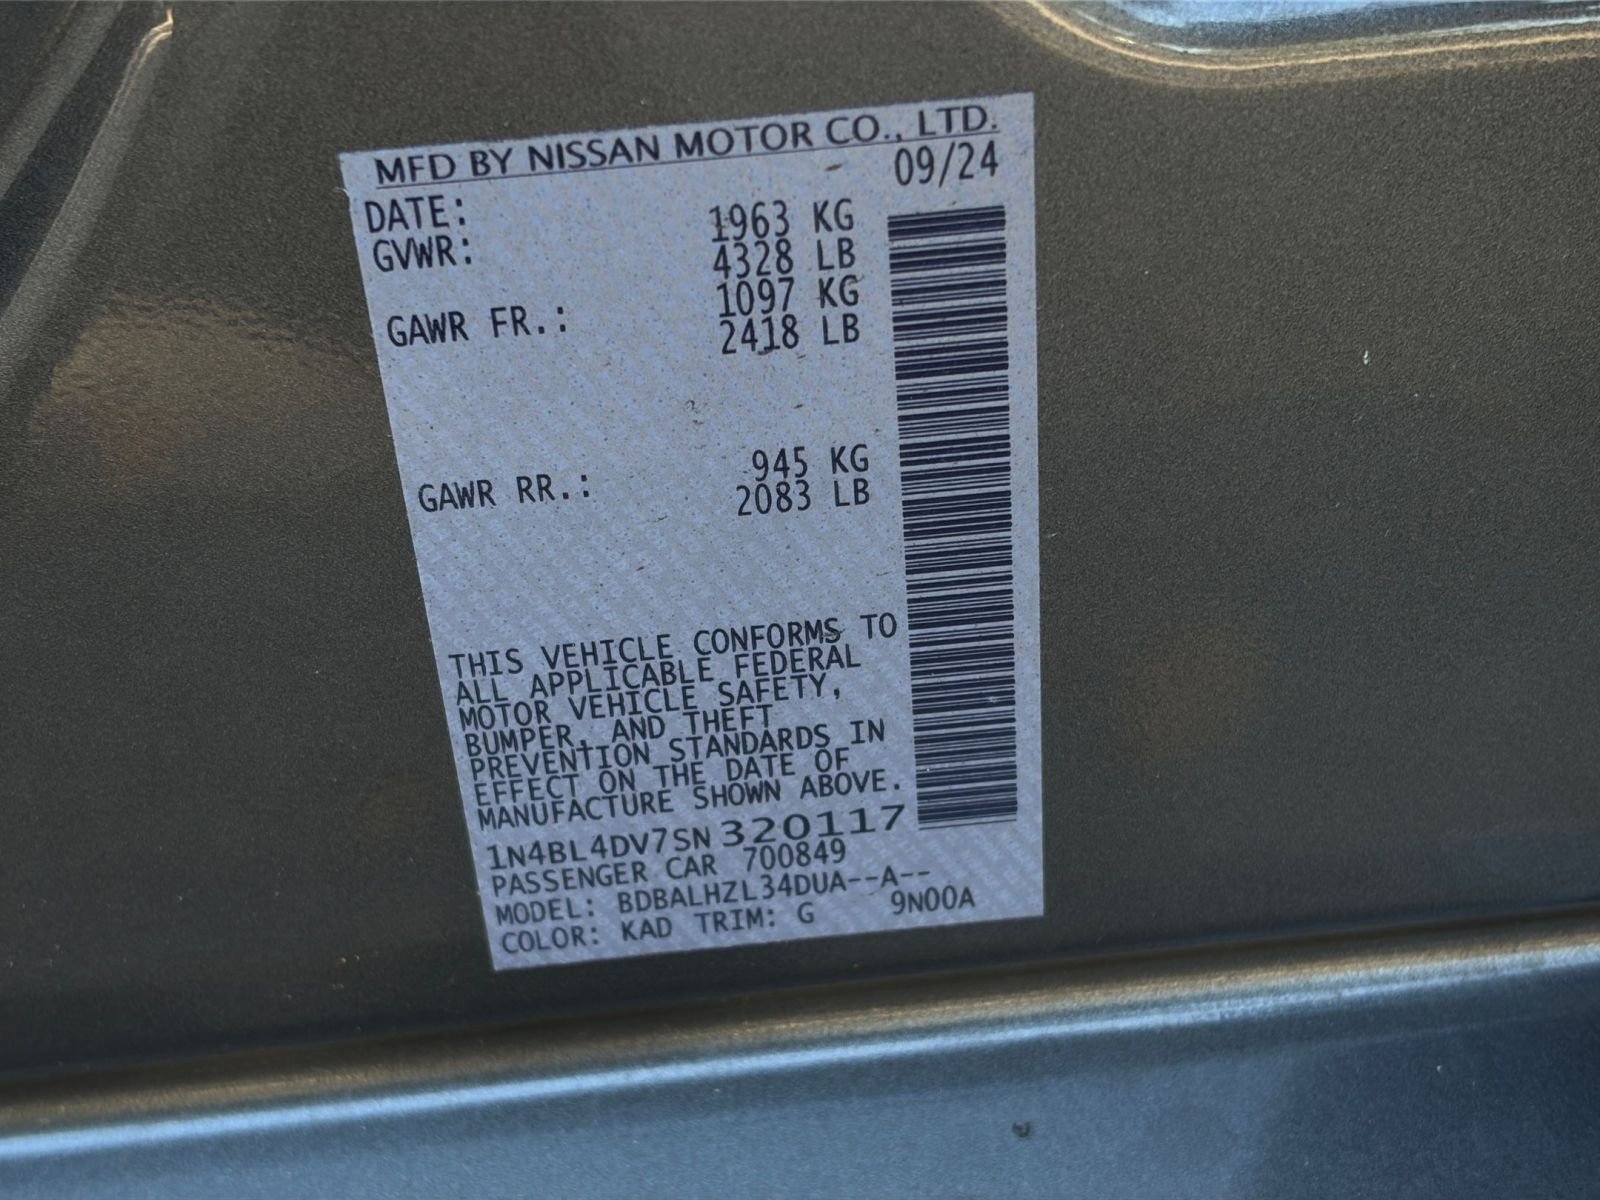 MFD BY NISSAN MOTOR CO., LTD.
DATE: 09/24
GVWR: 1963 KG
4328 LB
GAWR FR.: 1097 KG
2418 LB
GAWR RR.: 945 KG
2083 LB
THIS VEHICLE CONFORMS TO
ALL APPLICABLE FEDERAL
MOTOR VEHICLE SAFETY,
BUMPER, AND THEFT
PREVENTION STANDARDS IN
EFFECT ON THE DATE OF
MANUFACTURE SHOWN ABOVE.
1N4BL4DV7SN320117
PASSENGER CAR 700849
MODEL: BDBALHZL34DUA--A--
COLOR: KAD TRIM: G 9N00A